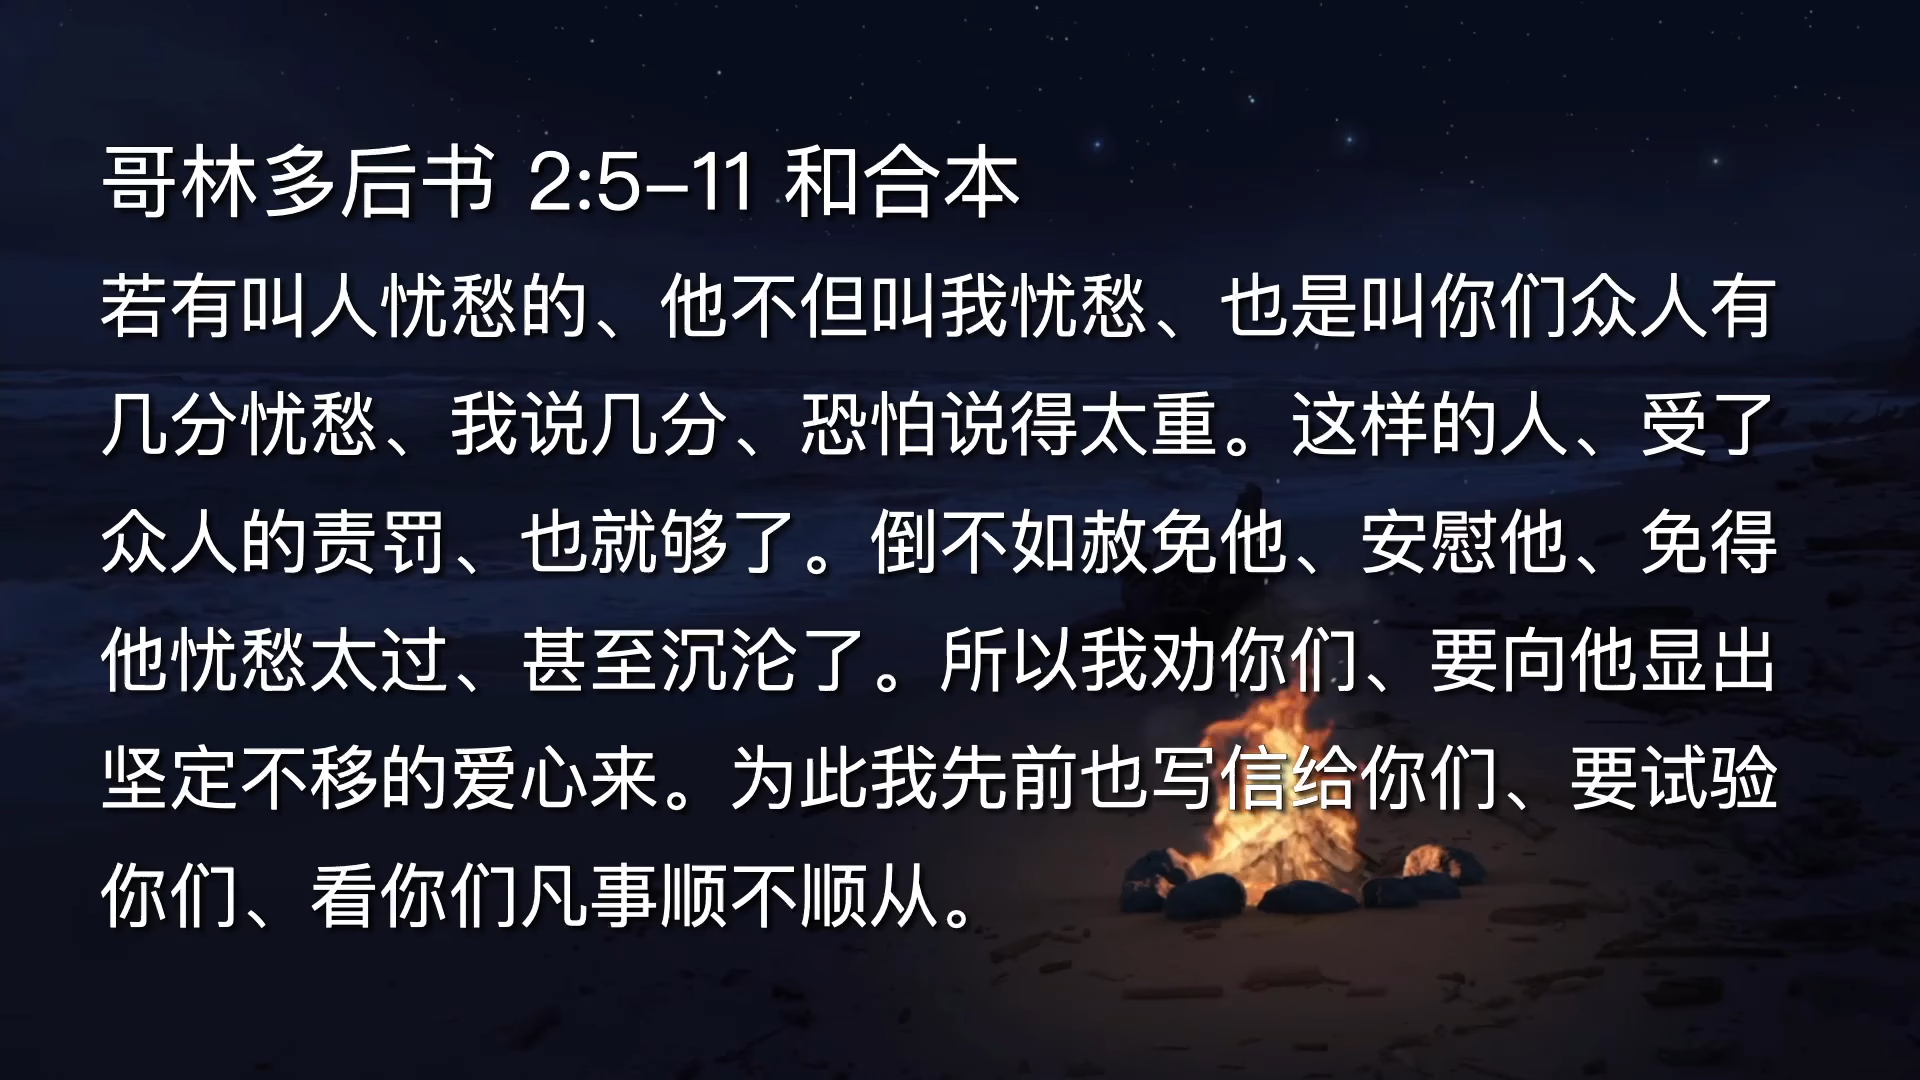 哥林多后书 2:5-11 和合本
若有叫人忧愁的、他不但叫我忧愁、也是叫你们众人有
几分忧愁、我说几分、恐怕说得太重。这样的人、受了
众人的责罚、也就够了。倒不如赦免他、安慰他、免得
他忧愁太过、甚至沉沦了。所以我劝你们、要向他显出
坚定不移的爱心来。为此我先前也写信给你们、要试验
你们、看你们凡事顺不顺从。